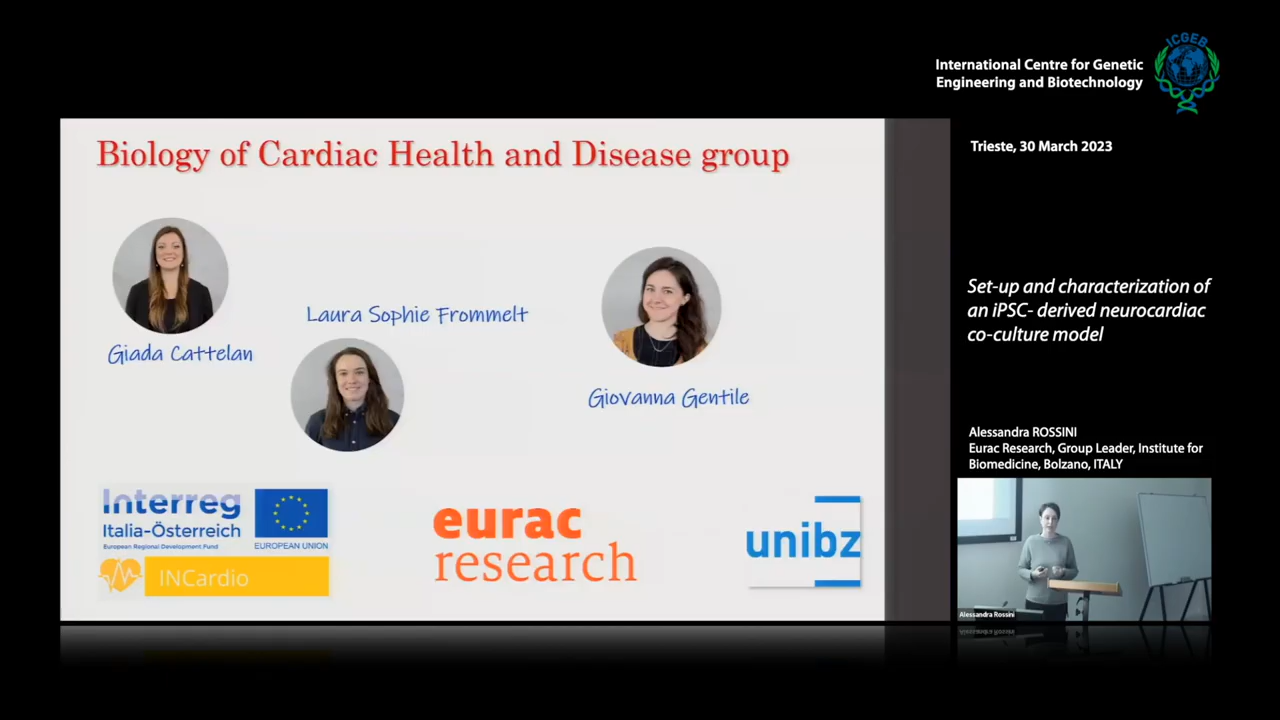 ICGEB
International Centre for Genetic
Engineering and Biotechnology
Trieste, 30 March 2023
Biology of Cardiac Health and Disease group
Giada Cattelan
Laura Sophie Frommelt
Giovanna Gentile
Interreg
Italia-Österreich
European Regional Development Fund
EUROPEAN UNION
INCardio
eurac
research
unibz
Set-up and characterization of
an iPSC- derived neurocardiac
co-culture model
Alessandra ROSSINI
Eurac Research, Group Leader, Institute for
Biomedicine, Bolzano, ITALY
Alessandra Rossini